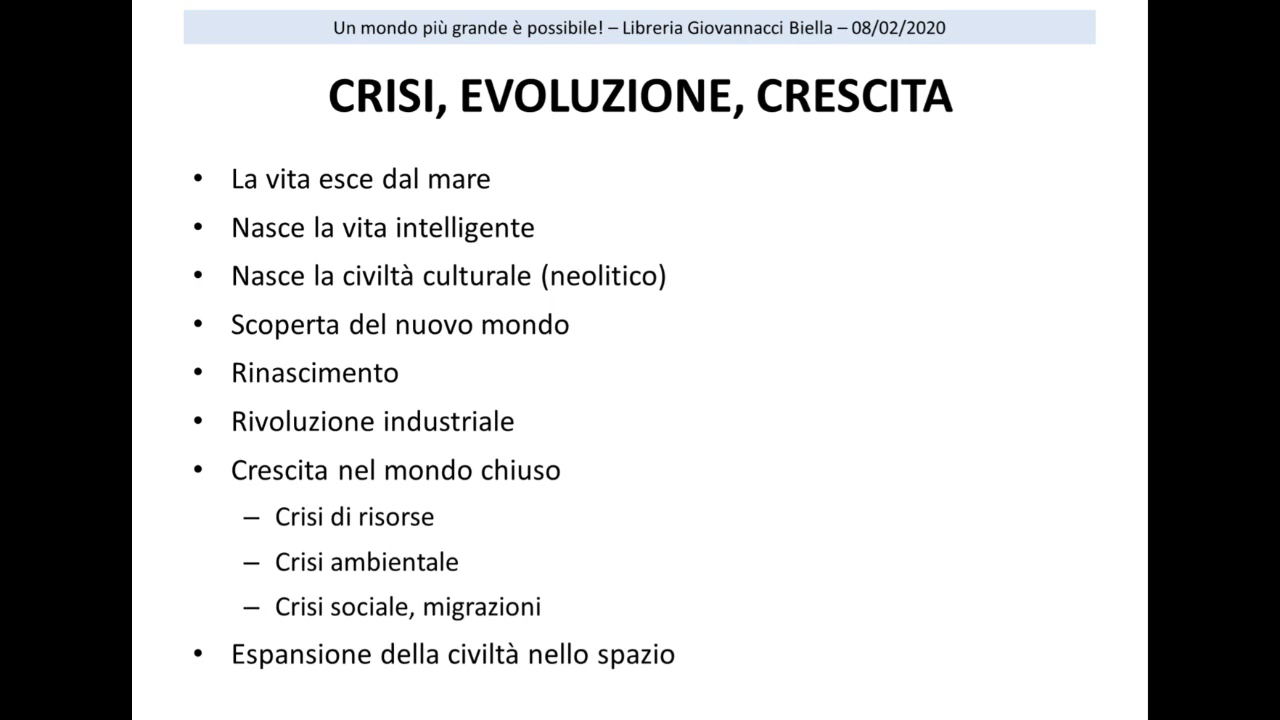 Un mondo più grande è possibile! – Libreria Giovannacci Biella – 08/02/2020
CRISI, EVOLUZIONE, CRESCITA
• La vita esce dal mare
• Nasce la vita intelligente
• Nasce la civiltà culturale (neolitico)
• Scoperta del nuovo mondo
• Rinascimento
• Rivoluzione industriale
• Crescita nel mondo chiuso
– Crisi di risorse
– Crisi ambientale
– Crisi sociale, migrazioni
• Espansione della civiltà nello spazio